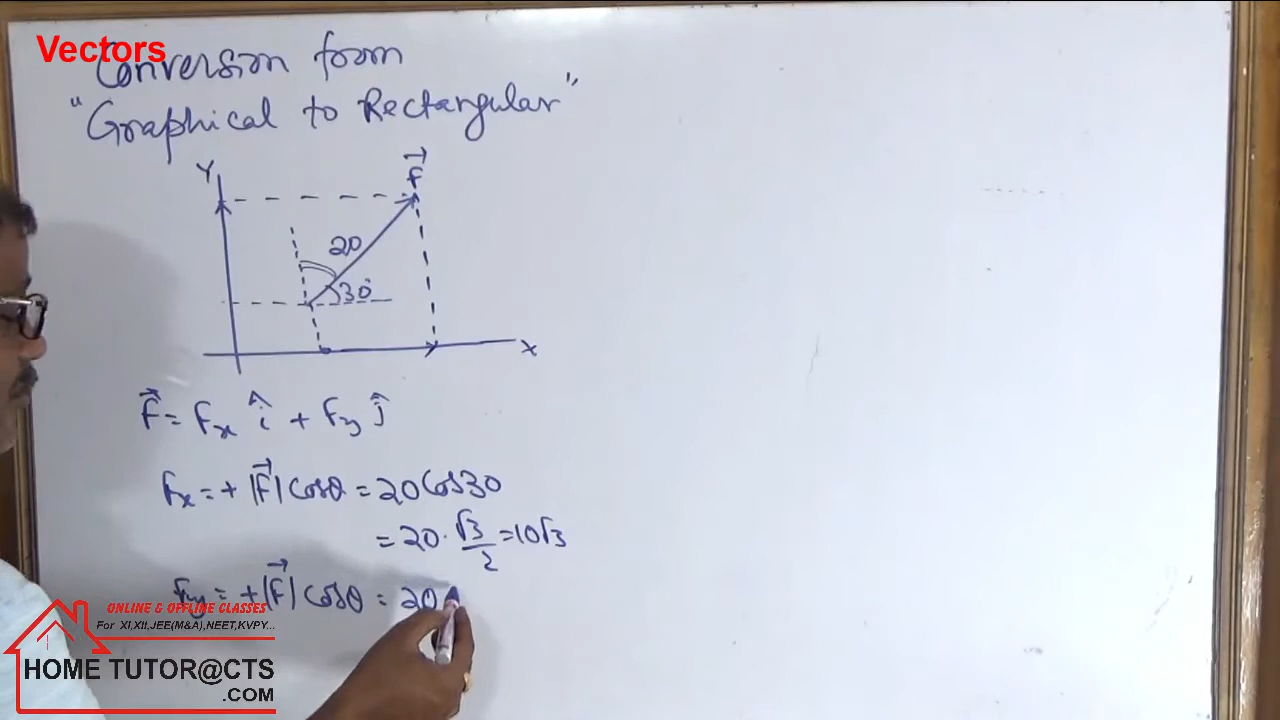 Vectors
Conversion form
"Graphical to Rectangular"
Y
F⃗
20
30°
X
F⃗ = Fx î + Fy ĵ
Fx = + |F⃗| Cosθ = 20 Cos30
= 20 · √3/2 = 10√3
Fy = + |F⃗| Cosθ = 20
ONLINE & OFFLINE CLASSES
For XI,XII,JEE(M&A),NEET,KVPY...
HOME TUTOR@CTS
.COM